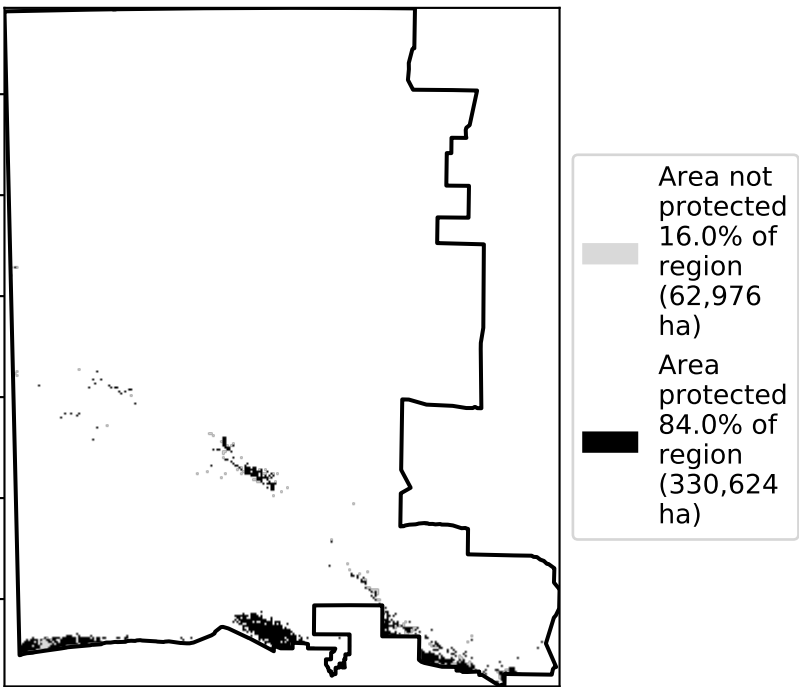 Area not
protected
16.0% of
region
(62,976
ha)
Area
protected
84.0% of
region
(330,624
ha)